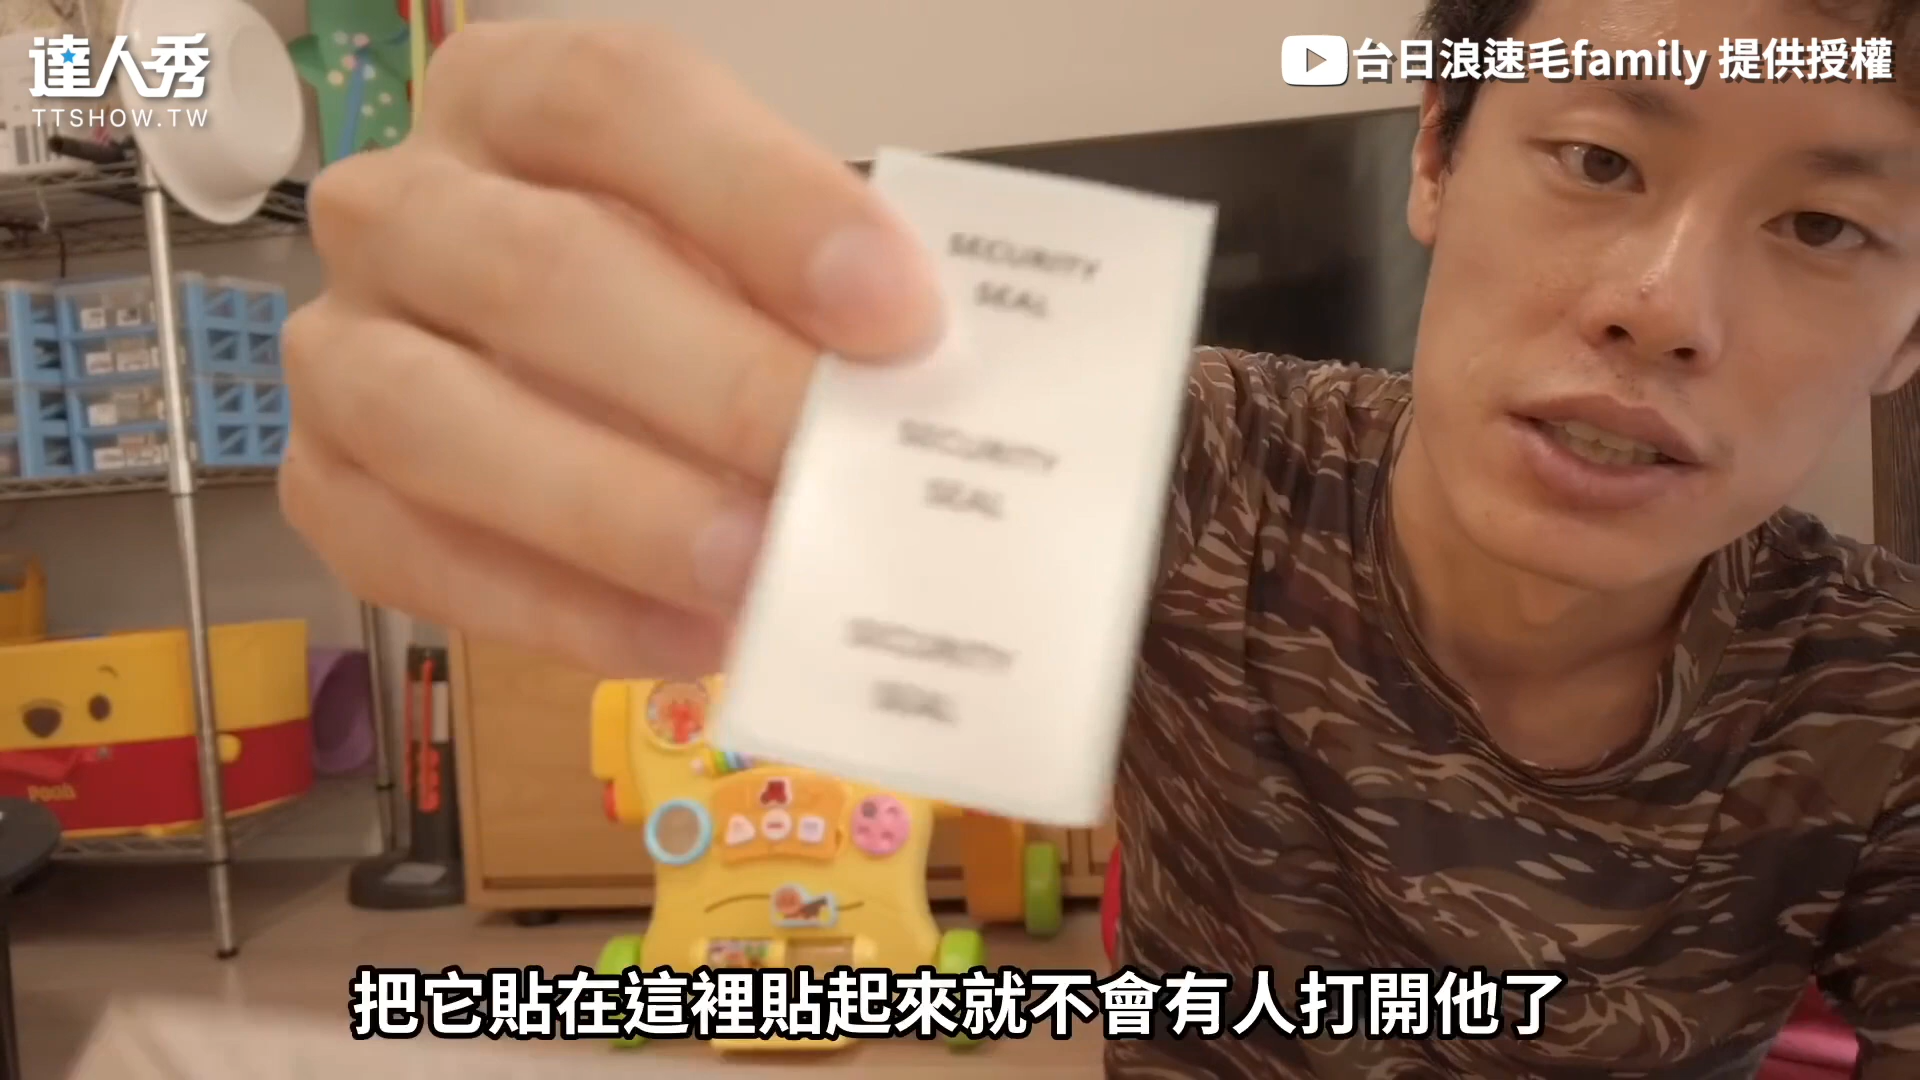 達人秀
TTSHOW.TW
台日浪速毛family 提供授權
SECURITY
SEAL
SECURITY
SEAL
SECURITY
SEAL
Pooh
把它貼在這裡貼起來就不會有人打開他了